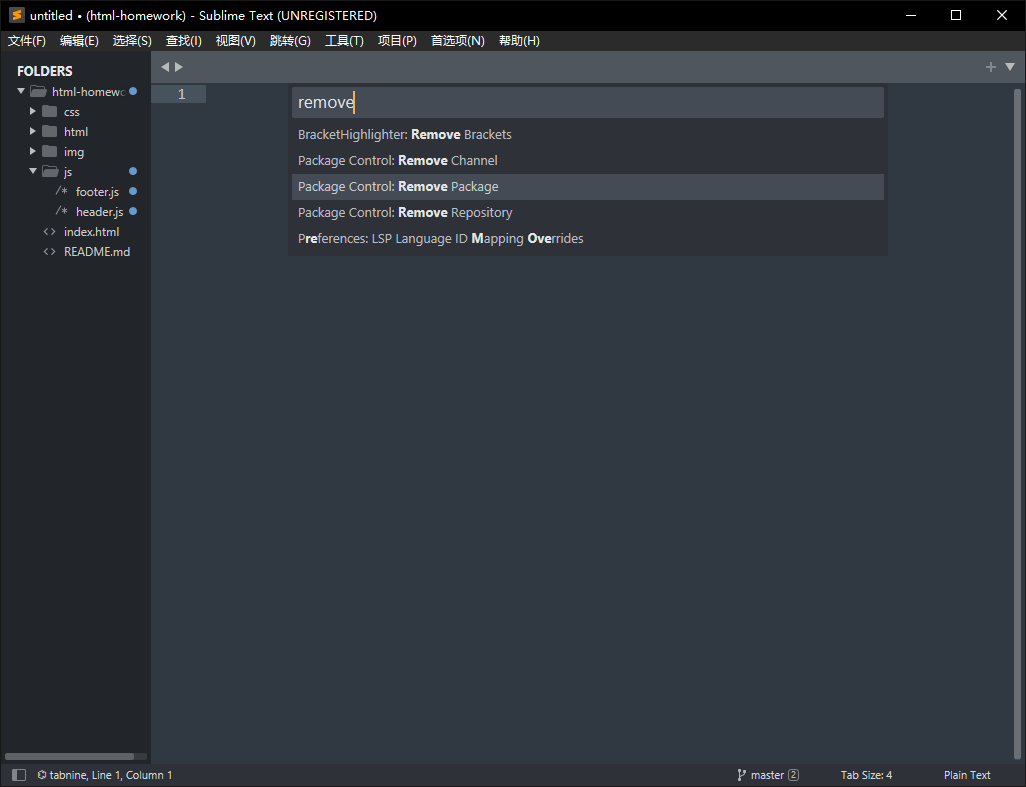 untitled • (html-homework) - Sublime Text (UNREGISTERED)
文件(F) 编辑(E) 选择(S) 查找(I) 视图(V) 跳转(G) 工具(T) 项目(P) 首选项(N) 帮助(H)
FOLDERS
html-homewo
css
html
img
js
/* footer.js
/* header.js
<> index.html
<> README.md
1
remove
BracketHighlighter: Remove Brackets
Package Control: Remove Channel
Package Control: Remove Package
Package Control: Remove Repository
Preferences: LSP Language ID Mapping Overrides
tabnine, Line 1, Column 1
master 2
Tab Size: 4
Plain Text